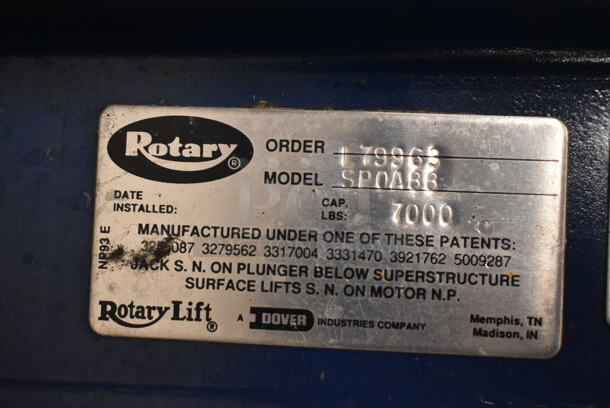 Rotary®
ORDER
MODEL SPOA88
DATE
INSTALLED:
CAP.
LBS: 7000
NP93 E
MANUFACTURED UNDER ONE OF THESE PATENTS:
3279562 3317004 3331470 3921762 5009287
JACK S. N. ON PLUNGER BELOW SUPERSTRUCTURE
SURFACE LIFTS S. N. ON MOTOR N.P.
Rotary Lift®
A DOVER INDUSTRIES COMPANY
Memphis, TN
Madison, IN